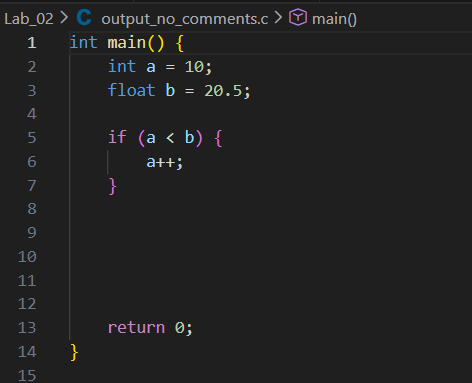 Lab_02 > C output_no_comments.c > main()
1 int main() {
2     int a = 10;
3     float b = 20.5;
4
5     if (a < b) {
6         a++;
7     }
8
9
10
11
12
13     return 0;
14 }
15